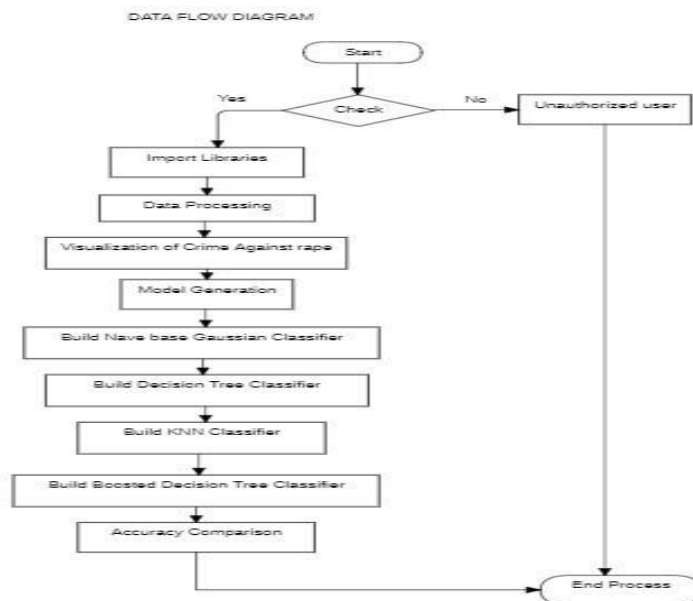 DATA FLOW DIAGRAM
Start
Yes
Check
No
Unauthorized user
Import Libraries
Data Processing
Visualization of Crime Against rape
Model Generation
Build Nave base Gaussian Classifier
Build Decision Tree Classifier
Build KNN Classifier
Build Boosted Decision Tree Classifier
Accuracy Comparison
End Process